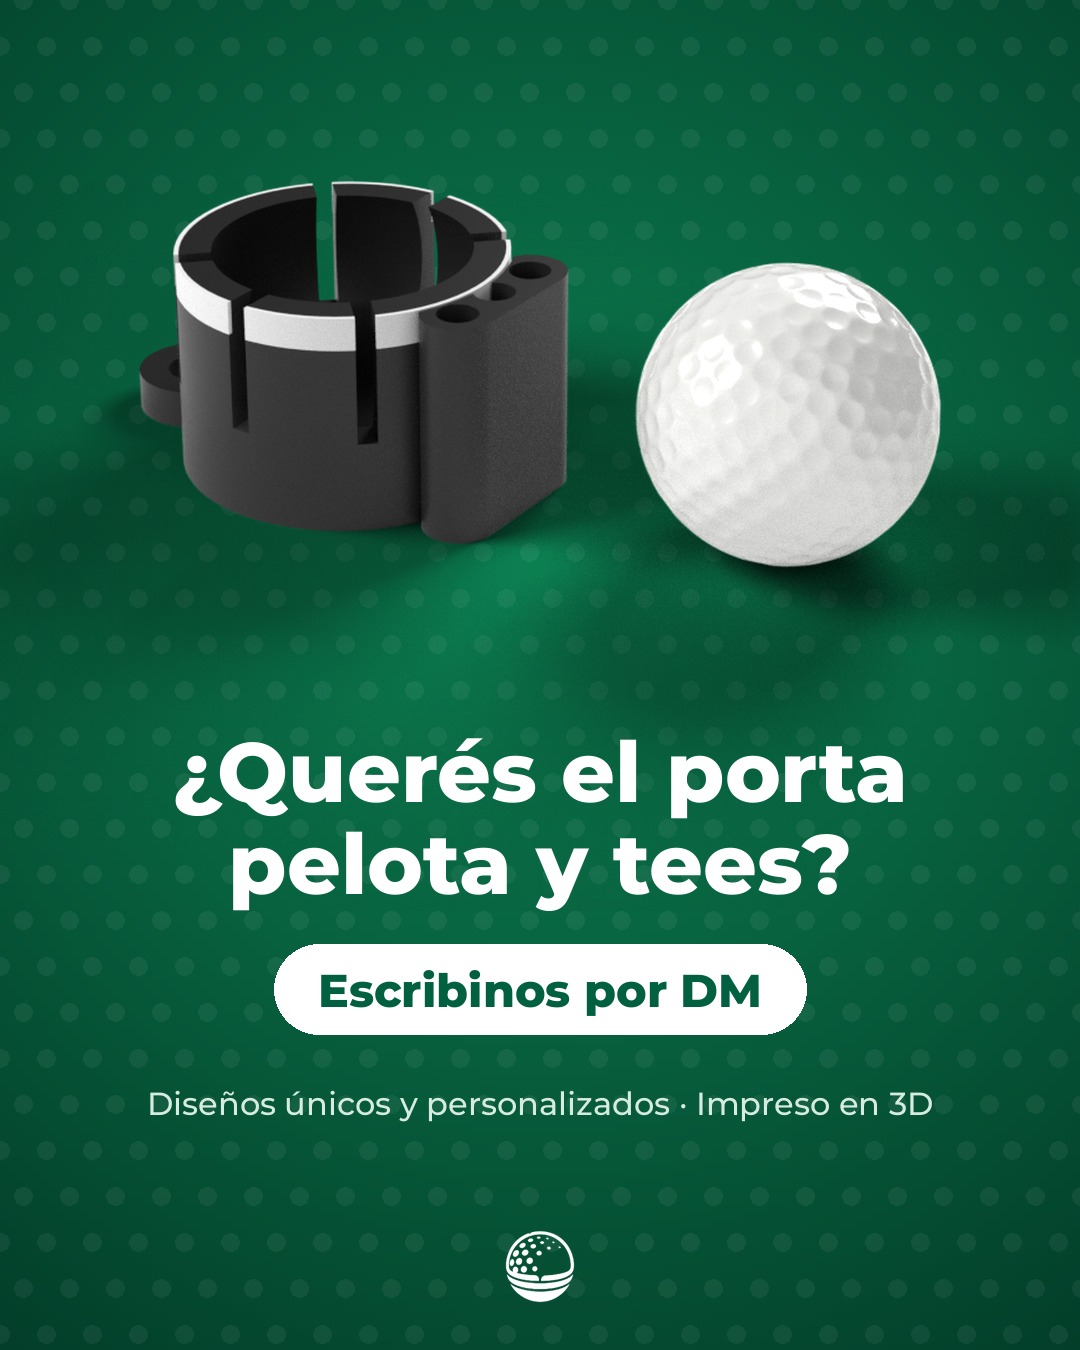 ¿Querés el porta
pelota y tees?
Escribinos por DM
Diseños únicos y personalizados · Impreso en 3D